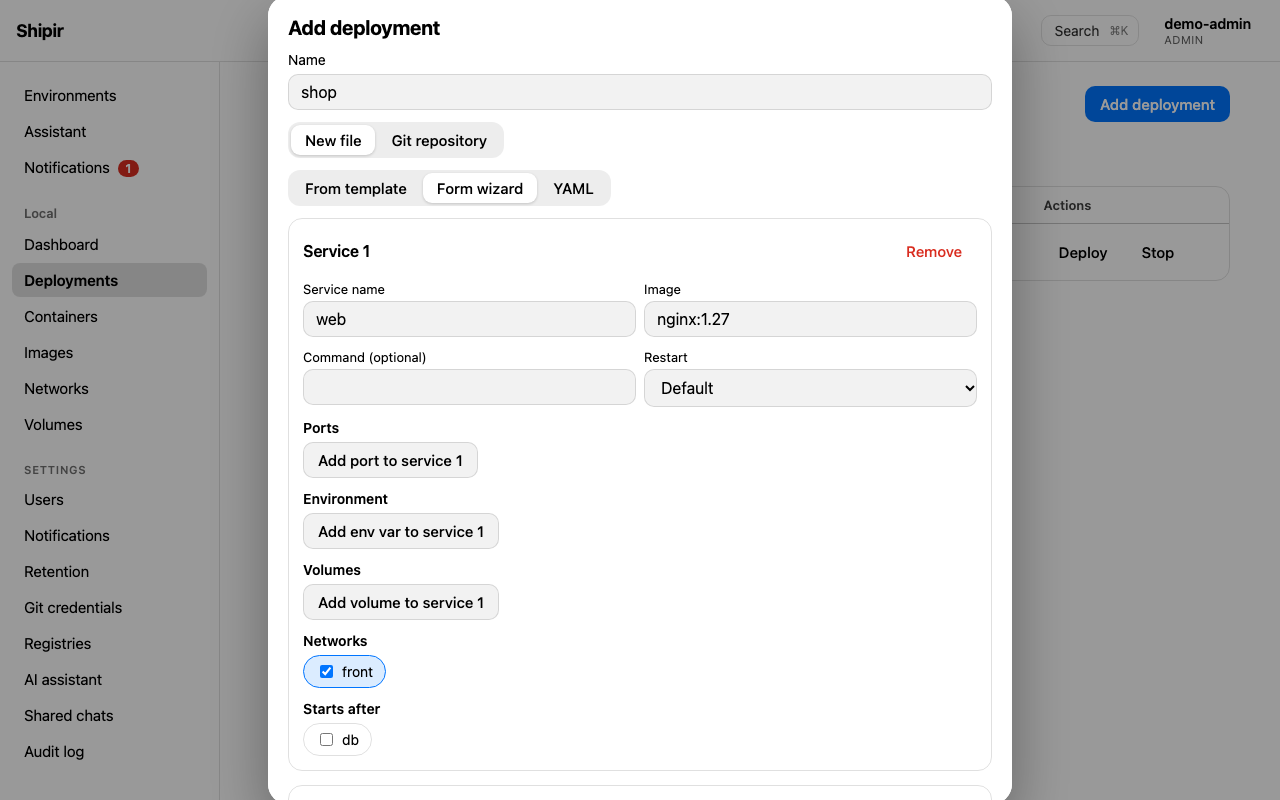 Shipir
Search ⌘K
demo-admin
ADMIN
Environments
Assistant
Notifications 1
Local
Dashboard
Deployments
Containers
Images
Networks
Volumes
SETTINGS
Users
Notifications
Retention
Git credentials
Registries
AI assistant
Shared chats
Audit log
Add deployment
Actions
Deploy Stop
Add deployment
Name
shop
New file Git repository
From template Form wizard YAML
Service 1 Remove
Service name Image
web nginx:1.27
Command (optional) Restart
Default
Ports
Add port to service 1
Environment
Add env var to service 1
Volumes
Add volume to service 1
Networks
front
Starts after
db